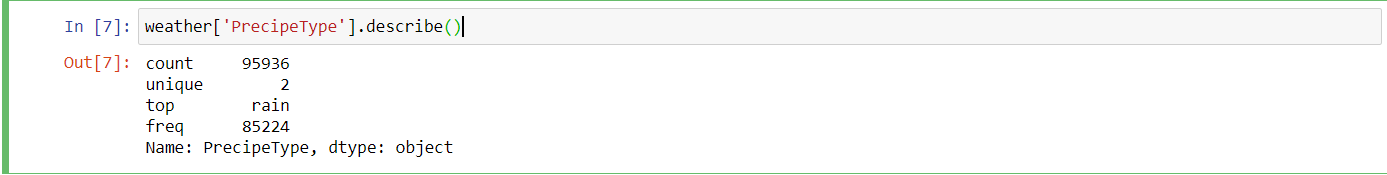 In [7]: weather['PrecipeType'].describe()
Out[7]: count 95936
unique 2
top rain
freq 85224
Name: PrecipeType, dtype: object